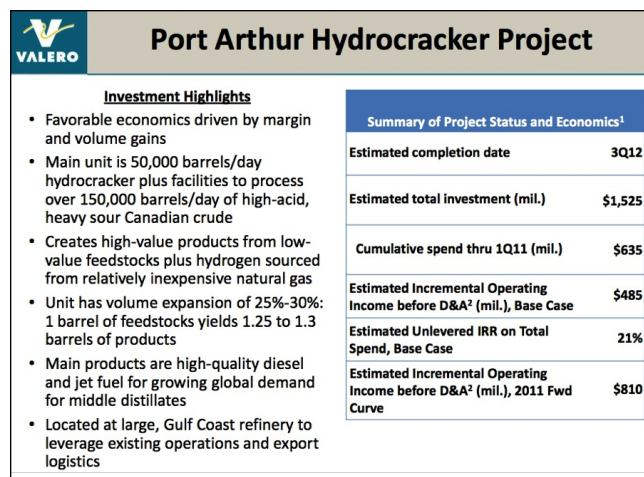 VALERO
Port Arthur Hydrocracker Project
Investment Highlights
• Favorable economics driven by margin
and volume gains
• Main unit is 50,000 barrels/day
hydrocracker plus facilities to process
over 150,000 barrels/day of high-acid,
heavy sour Canadian crude
• Creates high-value products from low-
value feedstocks plus hydrogen sourced
from relatively inexpensive natural gas
• Unit has volume expansion of 25%-30%:
1 barrel of feedstocks yields 1.25 to 1.3
barrels of products
• Main products are high-quality diesel
and jet fuel for growing global demand
for middle distillates
• Located at large, Gulf Coast refinery to
leverage existing operations and export
logistics
Summary of Project Status and Economics¹
Estimated completion date 3Q12
Estimated total investment (mil.) $1,525
Cumulative spend thru 1Q11 (mil.) $635
Estimated Incremental Operating
Income before D&A² (mil.), Base Case $485
Estimated Unlevered IRR on Total
Spend, Base Case 21%
Estimated Incremental Operating
Income before D&A² (mil.), 2011 Fwd $810
Curve